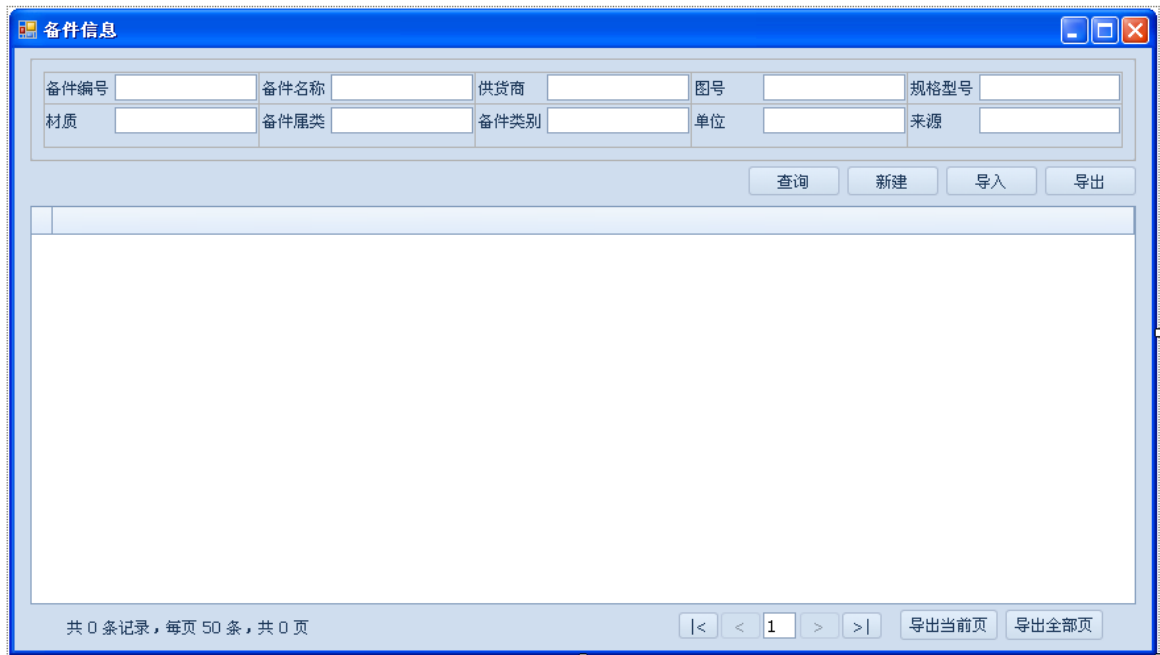 备件信息
备件编号 备件名称 供货商 图号 规格型号
材质 备件属类 备件类别 单位 来源
查询 新建 导入 导出
共 0 条记录，每页 50 条，共 0 页 |< < 1 > >| 导出当前页 导出全部页